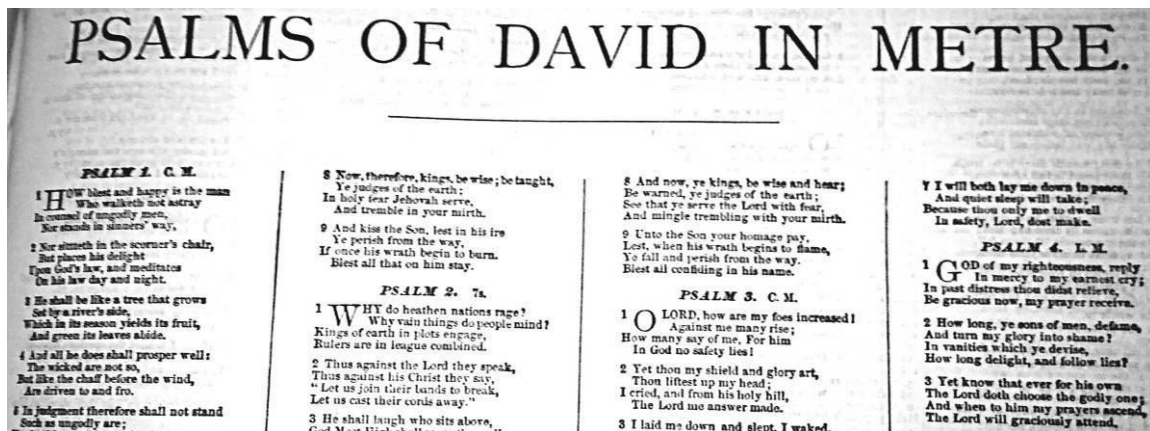 PSALMS OF DAVID IN METRE.
PSALM 1. C. M.
1 HOW blest and happy is the man
Who walketh not astray
In counsel of ungodly men,
Nor stands in sinners' way,
2 Nor sitteth in the scorner's chair,
But places his delight
Upon God's law, and meditates
On his law day and night.
3 He shall be like a tree that grows
Set by a river's side,
Which in its season yields its fruit,
And green its leaves abide.
4 And all he does shall prosper well:
The wicked are not so,
But like the chaff before the wind,
Are driven to and fro.
5 In judgment therefore shall not stand
Such as ungodly are;
8 Now, therefore, kings, be wise; be taught,
Ye judges of the earth;
In holy fear Jehovah serve,
And tremble in your mirth.
9 And kiss the Son, lest in his ire
Ye perish from the way,
If once his wrath begin to burn.
Blest all that on him stay.
PSALM 2. 7s.
1 WHY do heathen nations rage?
Why vain things do people mind?
Kings of earth in plots engage,
Rulers are in league combined.
2 Thus against the Lord they speak,
Thus against his Christ they say,
"Let us join their bands to break,
Let us cast their cords away."
3 He shall laugh who sits above,
8 And now, ye kings, be wise and hear;
Be warned, ye judges of the earth;
See that ye serve the Lord with fear,
And mingle trembling with your mirth.
9 Unto the Son your homage pay,
Lest, when his wrath begins to flame,
Ye fall and perish from the way.
Blest all confiding in his name.
PSALM 3. C. M.
1 O LORD, how are my foes increased!
Against me many rise;
How many say of me, For him
In God no safety lies!
2 Yet thou my shield and glory art,
Thou liftest up my head;
I cried, and from his holy hill,
The Lord me answer made.
3 I laid me down and slept, I waked,
7 I will both lay me down in peace,
And quiet sleep will take;
Because thou only me to dwell
In safety, Lord, dost make.
PSALM 4. L. M.
1 GOD of my righteousness, reply
In mercy to my earnest cry;
In past distress thou didst relieve,
Be gracious now, my prayer receive.
2 How long, ye sons of men, defame,
And turn my glory into shame?
In vanities which ye devise,
How long delight, and follow lies?
3 Yet know that ever for his own
The Lord doth choose the godly one;
And when to him my prayers ascend,
The Lord will graciously attend.